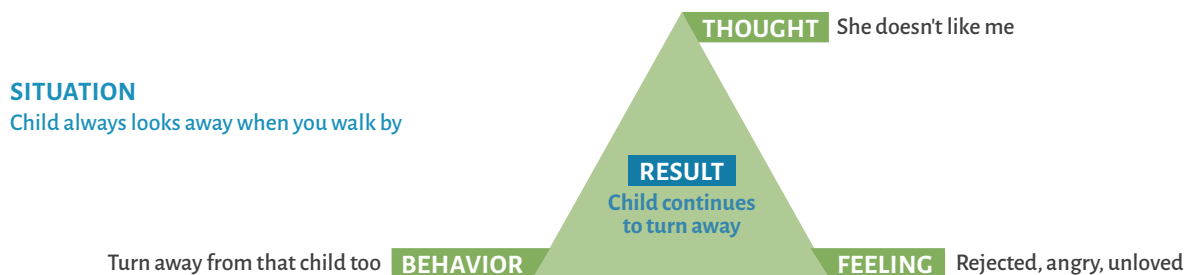 THOUGHT She doesn't like me
SITUATION
Child always looks away when you walk by
RESULT
Child continues
to turn away
Turn away from that child too BEHAVIOR
FEELING Rejected, angry, unloved